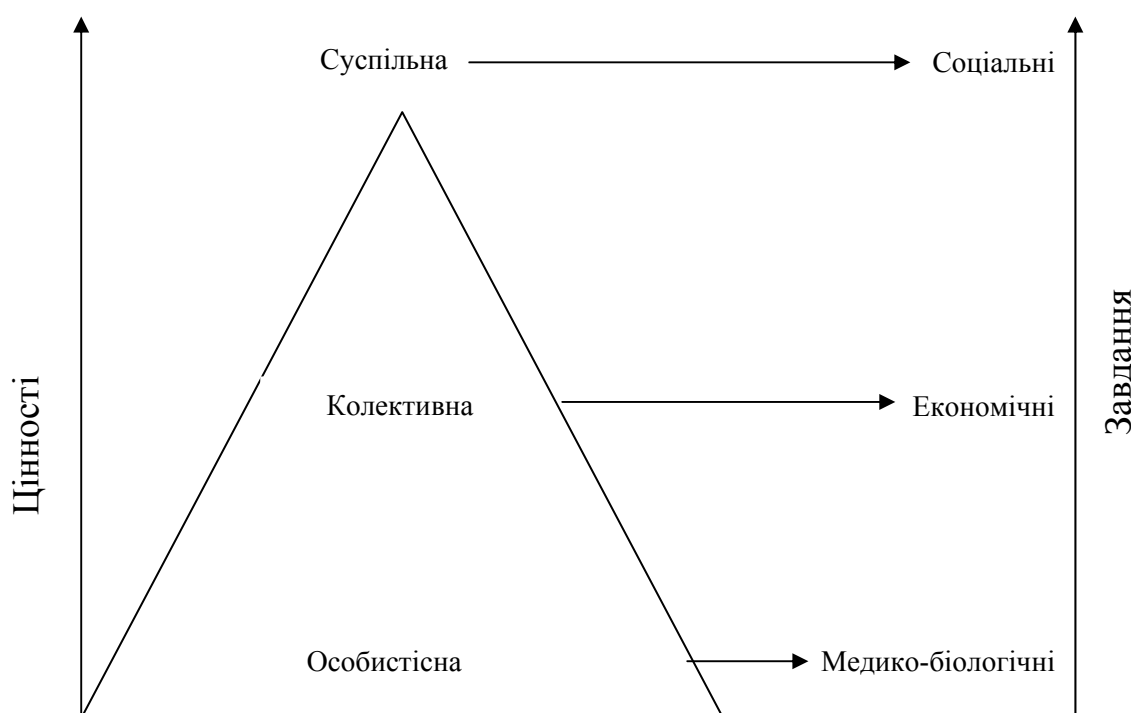 Суспільна
Соціальні
Колективна
Економічні
Особистісна
Медико-біологічні
Цінності
Завдання